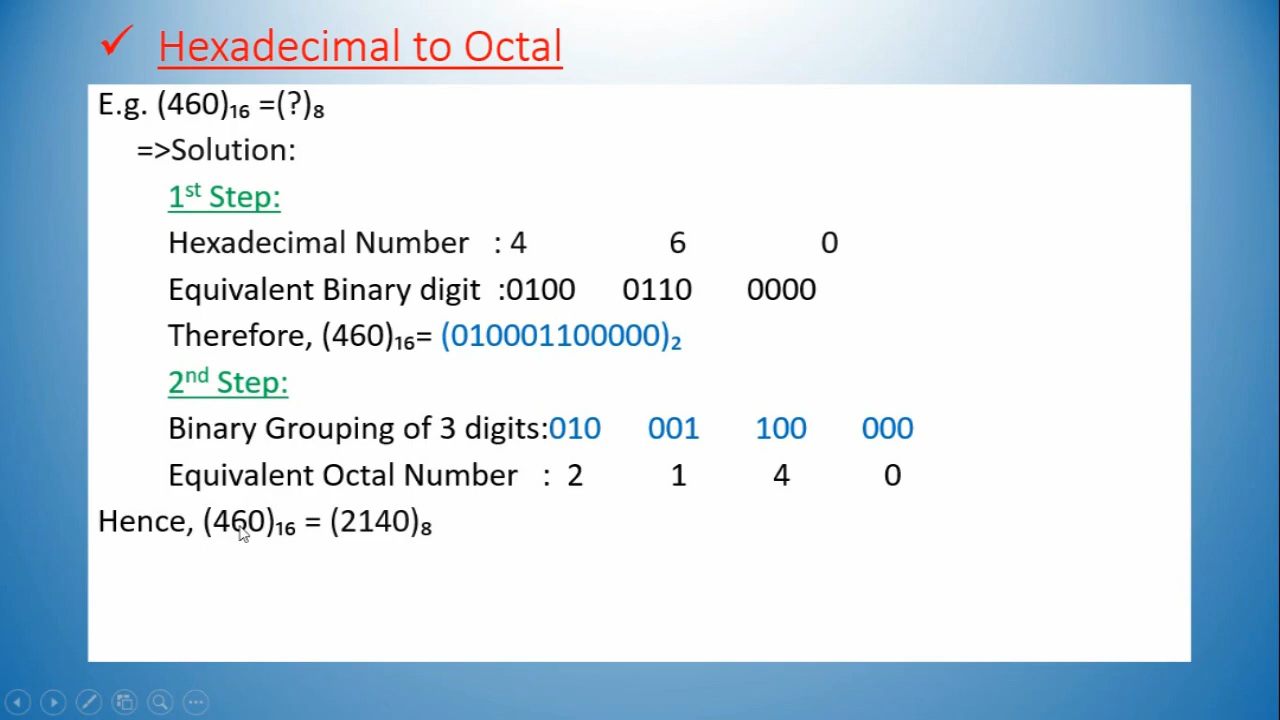 ✓ Hexadecimal to Octal
E.g. (460)₁₆ =(?)₈
=>Solution:
1st Step:
Hexadecimal Number : 4 6 0
Equivalent Binary digit :0100 0110 0000
Therefore, (460)₁₆= (010001100000)₂
2nd Step:
Binary Grouping of 3 digits:010 001 100 000
Equivalent Octal Number : 2 1 4 0
Hence, (460)₁₆ = (2140)₈